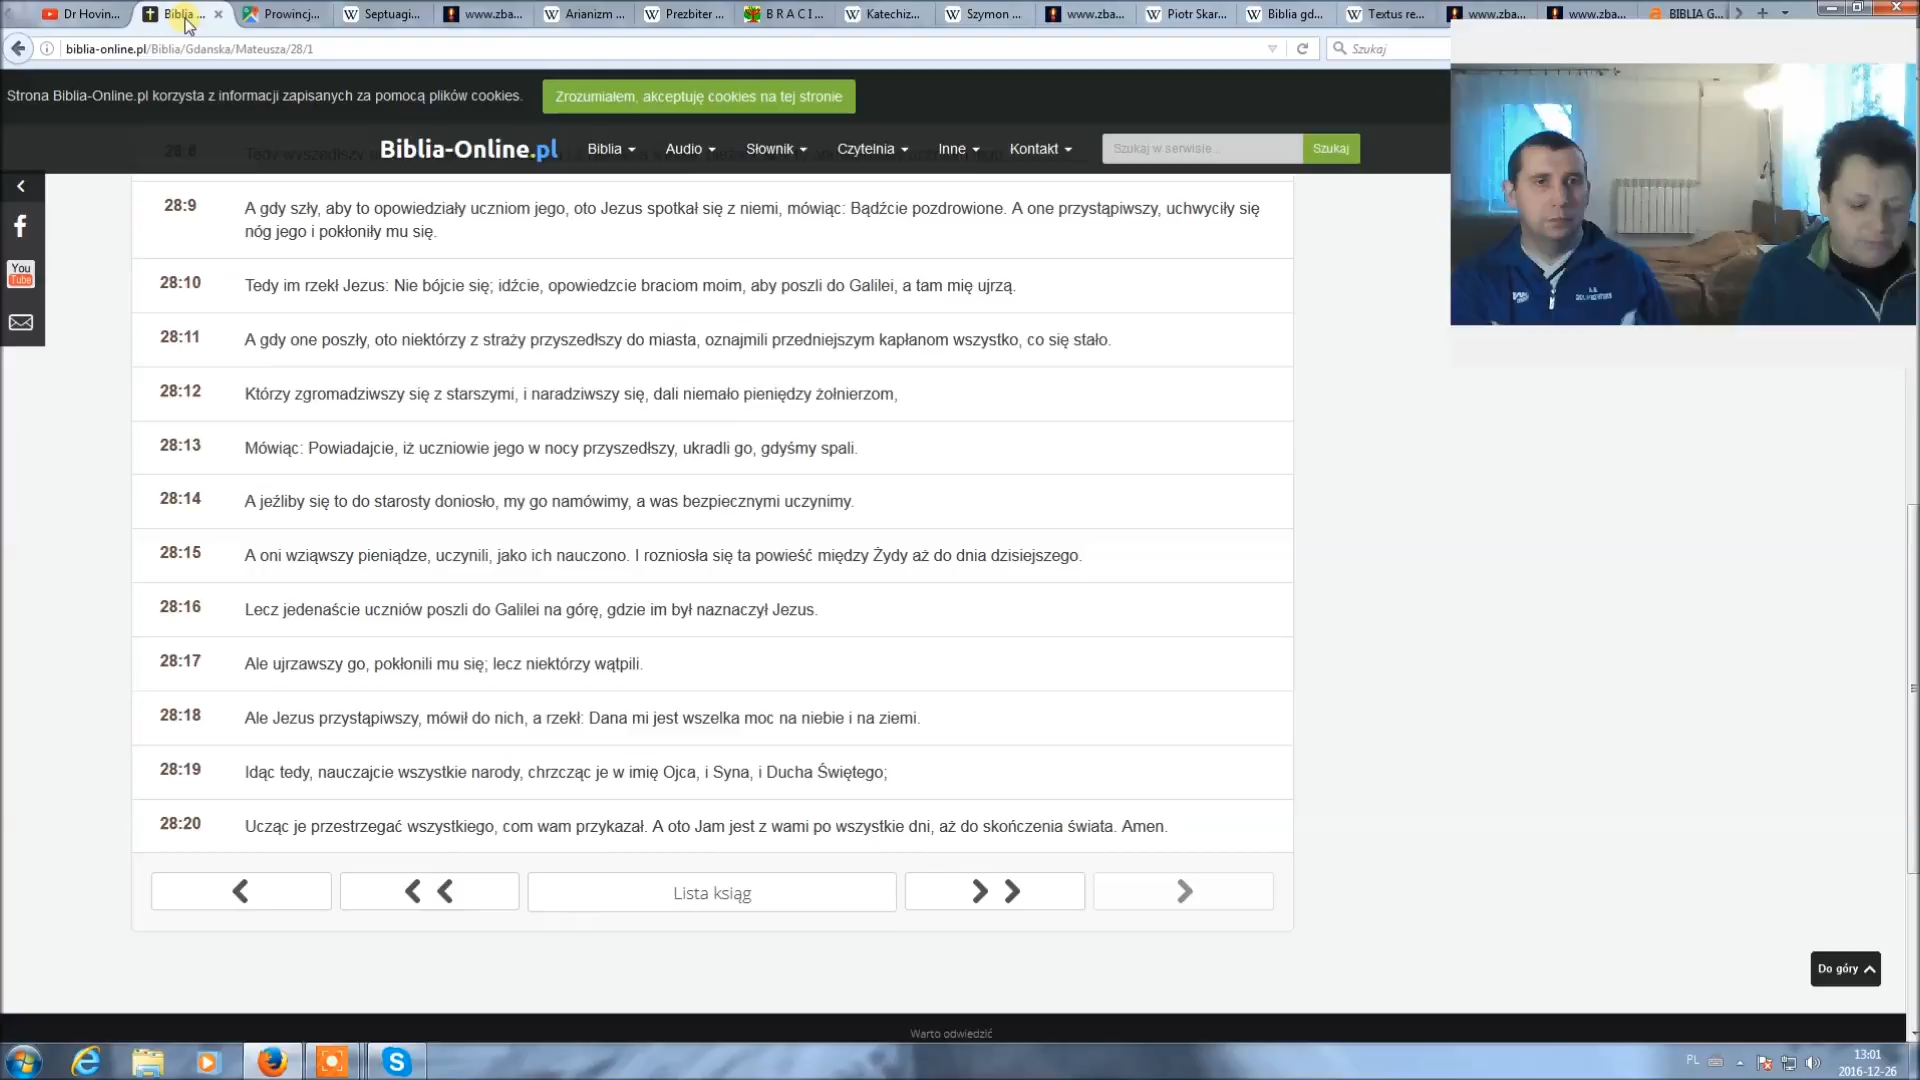 Dr Hovin...
Biblia ...
Prowincj...
Septuagi...
www.zba...
Arianizm ...
Prezbiter ...
B R A C I ...
Katechiz...
Szymon ...
www.zba...
Piotr Skar...
Biblia gd...
Textus re...
www.zba...
www.zba...
BIBLIA G...
biblia-online.pl/Biblia/Gdanska/Mateusza/28/1
Szukaj
Strona Biblia-Online.pl korzysta z informacji zapisanych za pomocą plików cookies.
Zrozumiałem, akceptuję cookies na tej stronie
Biblia-Online.pl
Biblia
Audio
Słownik
Czytelnia
Inne
Kontakt
Szukaj w serwisie...
Szukaj
28:8
28:9
A gdy szły, aby to opowiedziały uczniom jego, oto Jezus spotkał się z niemi, mówiąc: Bądźcie pozdrowione. A one przystąpiwszy, uchwyciły się
nóg jego i pokłoniły mu się.
28:10
Tedy im rzekł Jezus: Nie bójcie się; idźcie, opowiedzcie braciom moim, aby poszli do Galilei, a tam mię ujrzą.
28:11
A gdy one poszły, oto niektórzy z straży przyszedłszy do miasta, oznajmili przedniejszym kapłanom wszystko, co się stało.
28:12
Którzy zgromadziwszy się z starszymi, i naradziwszy się, dali niemało pieniędzy żołnierzom,
28:13
Mówiąc: Powiadajcie, iż uczniowie jego w nocy przyszedłszy, ukradli go, gdyśmy spali.
28:14
A jeźliby się to do starosty doniosło, my go namówimy, a was bezpiecznymi uczynimy.
28:15
A oni wziąwszy pieniądze, uczynili, jako ich nauczono. I rozniosła się ta powieść między Żydy aż do dnia dzisiejszego.
28:16
Lecz jedenaście uczniów poszli do Galilei na górę, gdzie im był naznaczył Jezus.
28:17
Ale ujrzawszy go, pokłonili mu się; lecz niektórzy wątpili.
28:18
Ale Jezus przystąpiwszy, mówił do nich, a rzekł: Dana mi jest wszelka moc na niebie i na ziemi.
28:19
Idąc tedy, nauczajcie wszystkie narody, chrzcząc je w imię Ojca, i Syna, i Ducha Świętego;
28:20
Ucząc je przestrzegać wszystkiego, com wam przykazał. A oto Jam jest z wami po wszystkie dni, aż do skończenia świata. Amen.
Lista ksiąg
Do góry
Warto odwiedzić
You
Tube
PL
13:01
2016-12-26